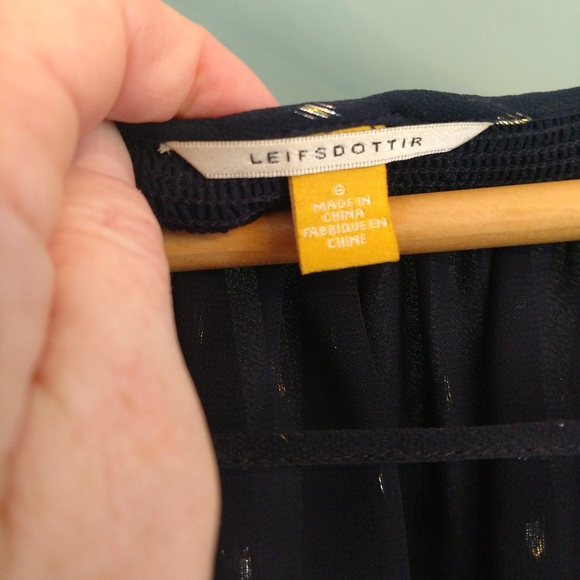 LEIFSDOTTIR
6
MADE IN
CHINA
FABRIQUE EN
CHINE